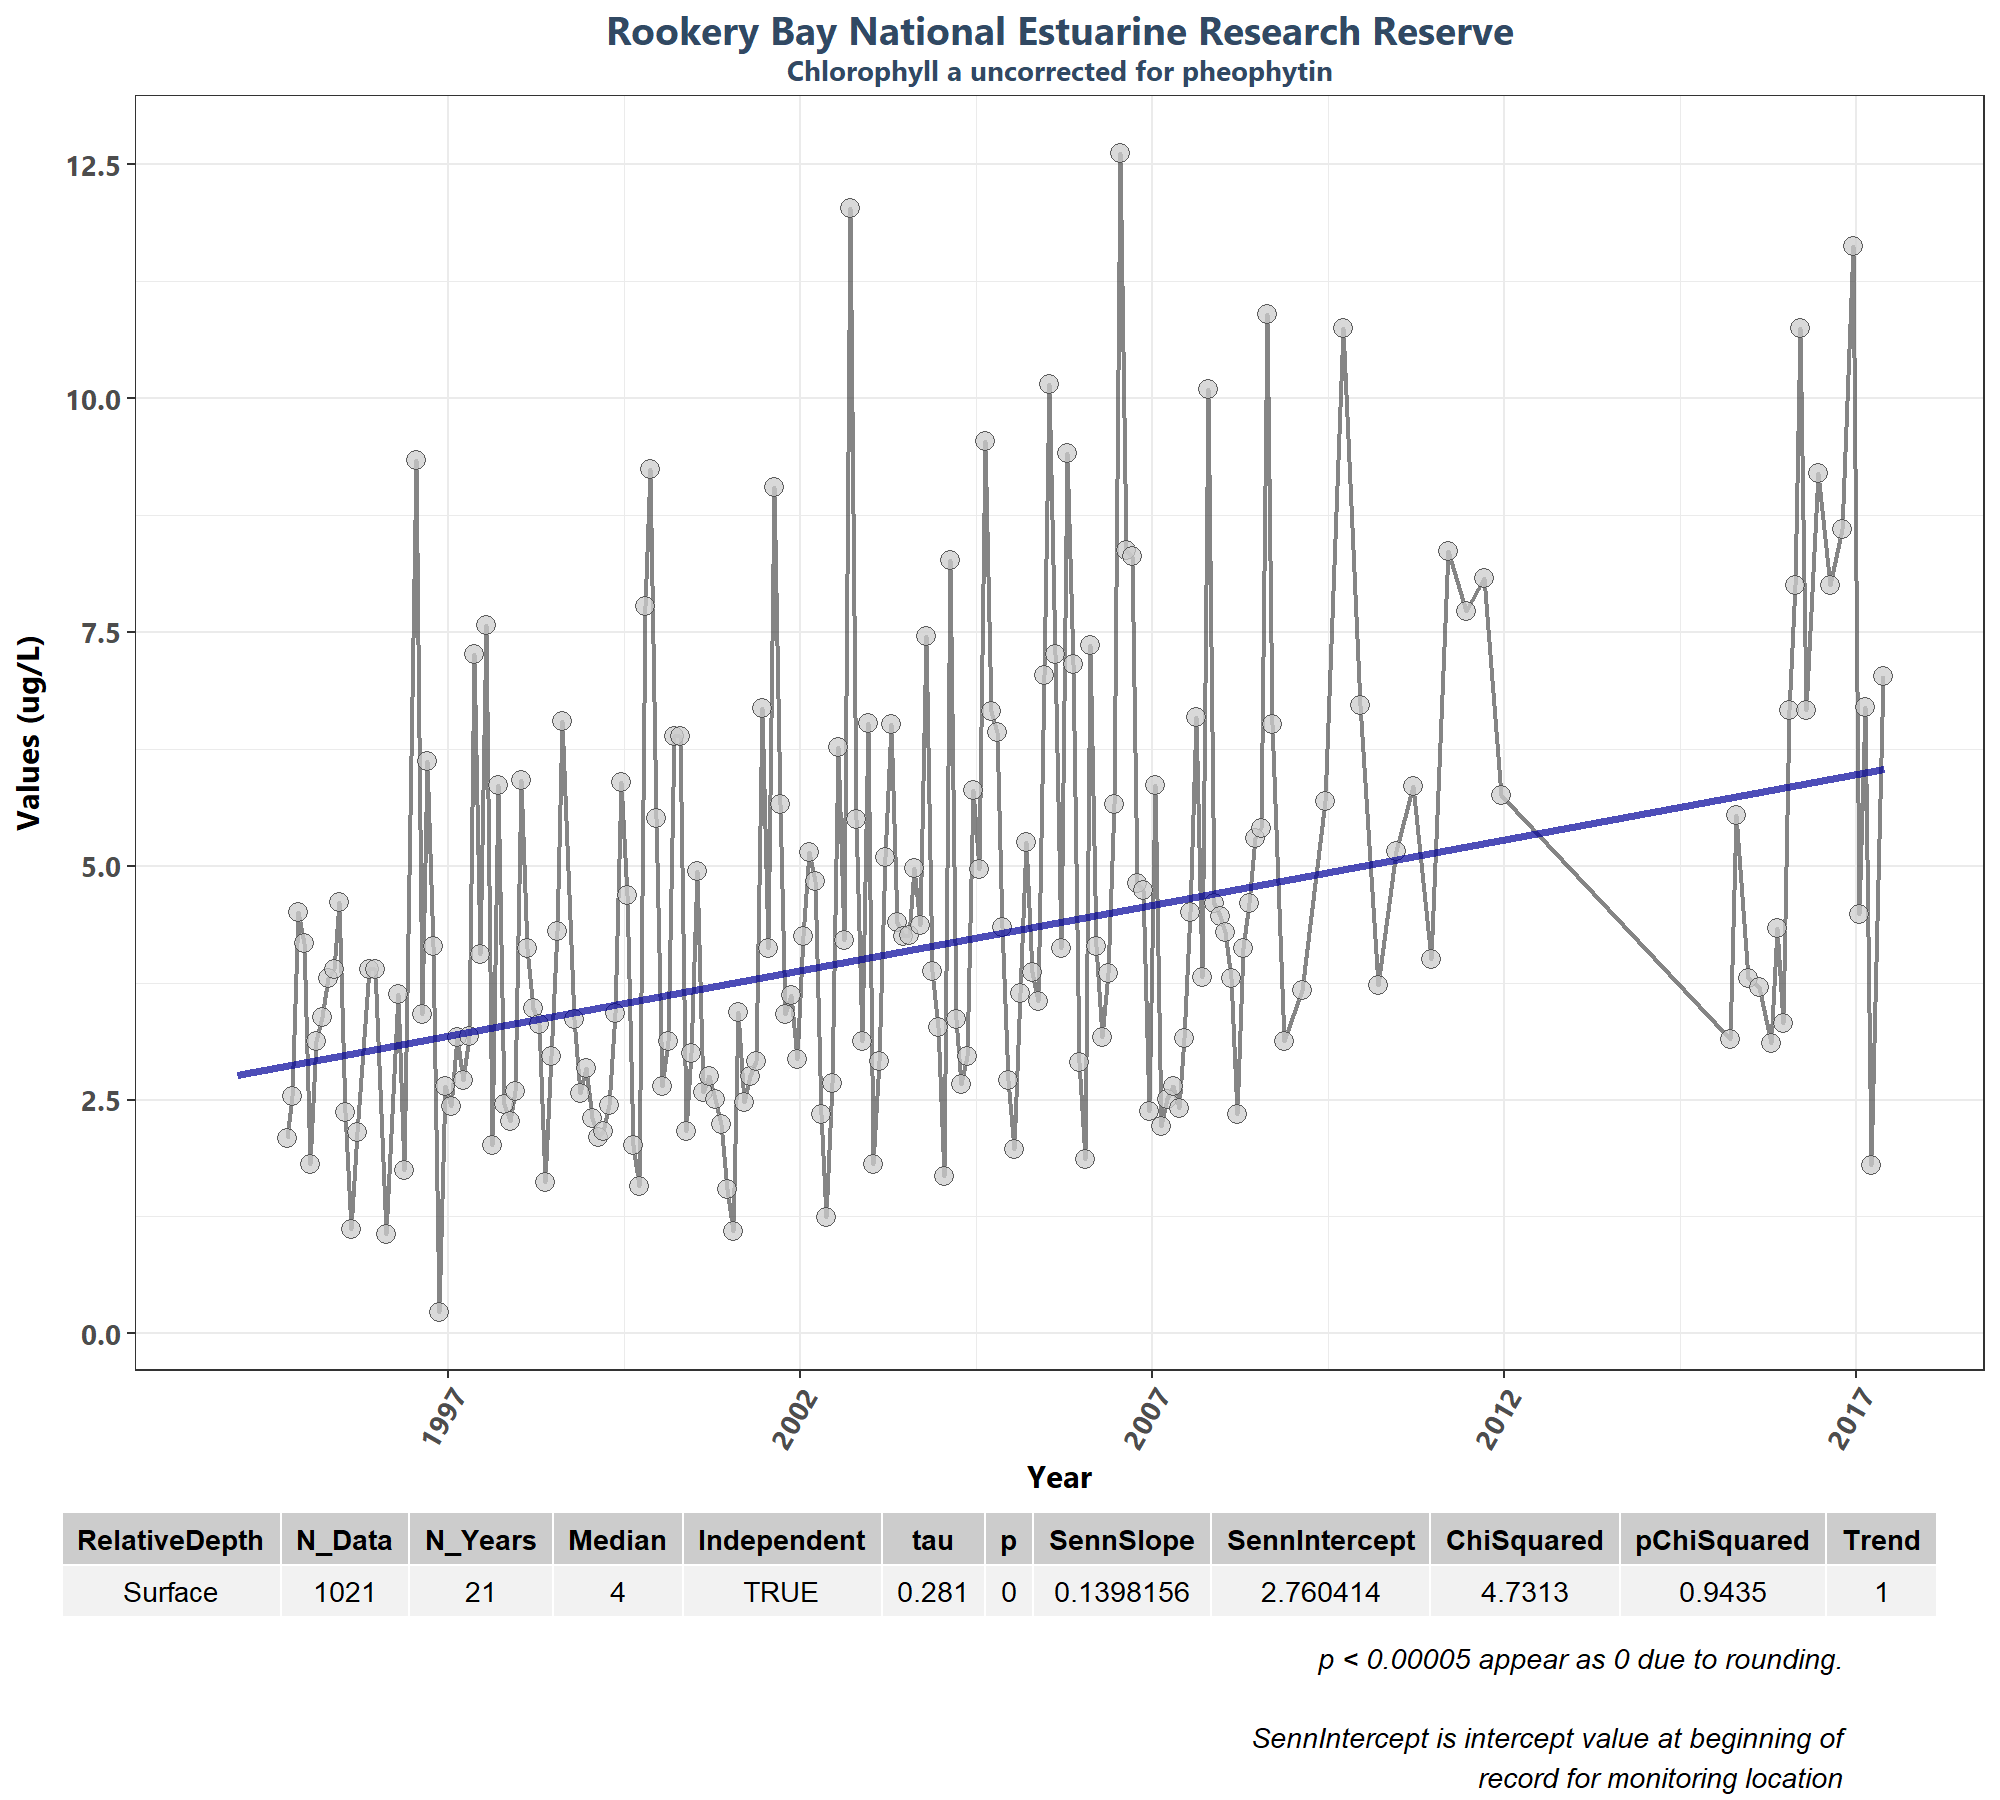 Rookery Bay National Estuarine Research Reserve
Chlorophyll a uncorrected for pheophytin
Values (ug/L)
12.5
10.0
7.5
5.0
2.5
0.0
1997 2002 2007 2012 2017
Year
RelativeDepth N_Data N_Years Median Independent tau p SennSlope SennIntercept ChiSquared pChiSquared Trend
Surface 1021 21 4 TRUE 0.281 0 0.1398156 2.760414 4.7313 0.9435 1
p < 0.00005 appear as 0 due to rounding.
SennIntercept is intercept value at beginning of
record for monitoring location